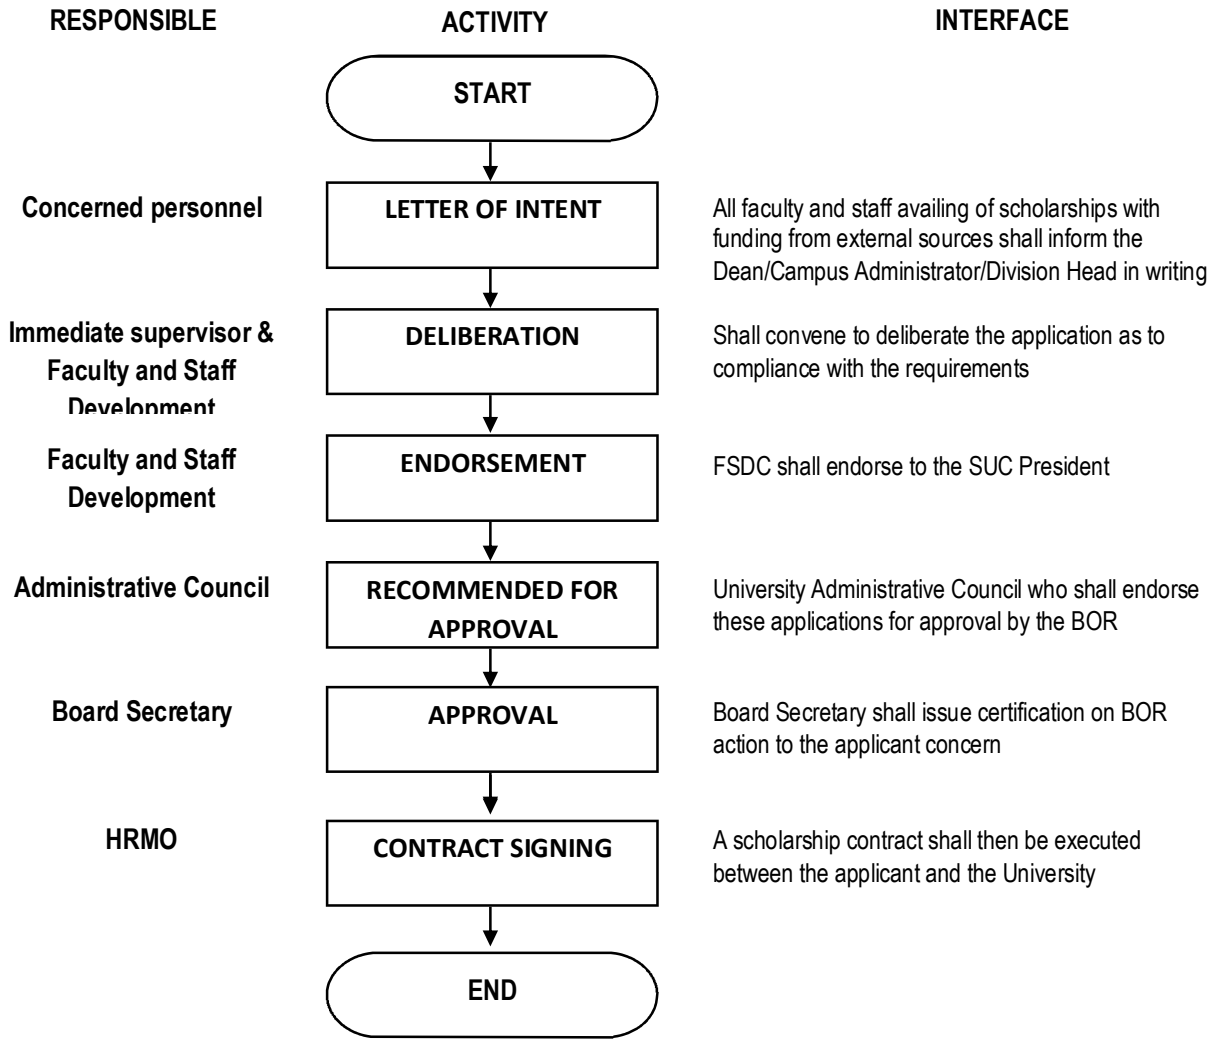 RESPONSIBLE ACTIVITY INTERFACE
START
Concerned personnel
LETTER OF INTENT
All faculty and staff availing of scholarships with
funding from external sources shall inform the
Dean/Campus Administrator/Division Head in writing
Immediate supervisor &
Faculty and Staff
Development
DELIBERATION
Shall convene to deliberate the application as to
compliance with the requirements
Faculty and Staff
Development
ENDORSEMENT
FSDC shall endorse to the SUC President
Administrative Council
RECOMMENDED FOR
APPROVAL
University Administrative Council who shall endorse
these applications for approval by the BOR
Board Secretary
APPROVAL
Board Secretary shall issue certification on BOR
action to the applicant concern
HRMO
CONTRACT SIGNING
A scholarship contract shall then be executed
between the applicant and the University
END